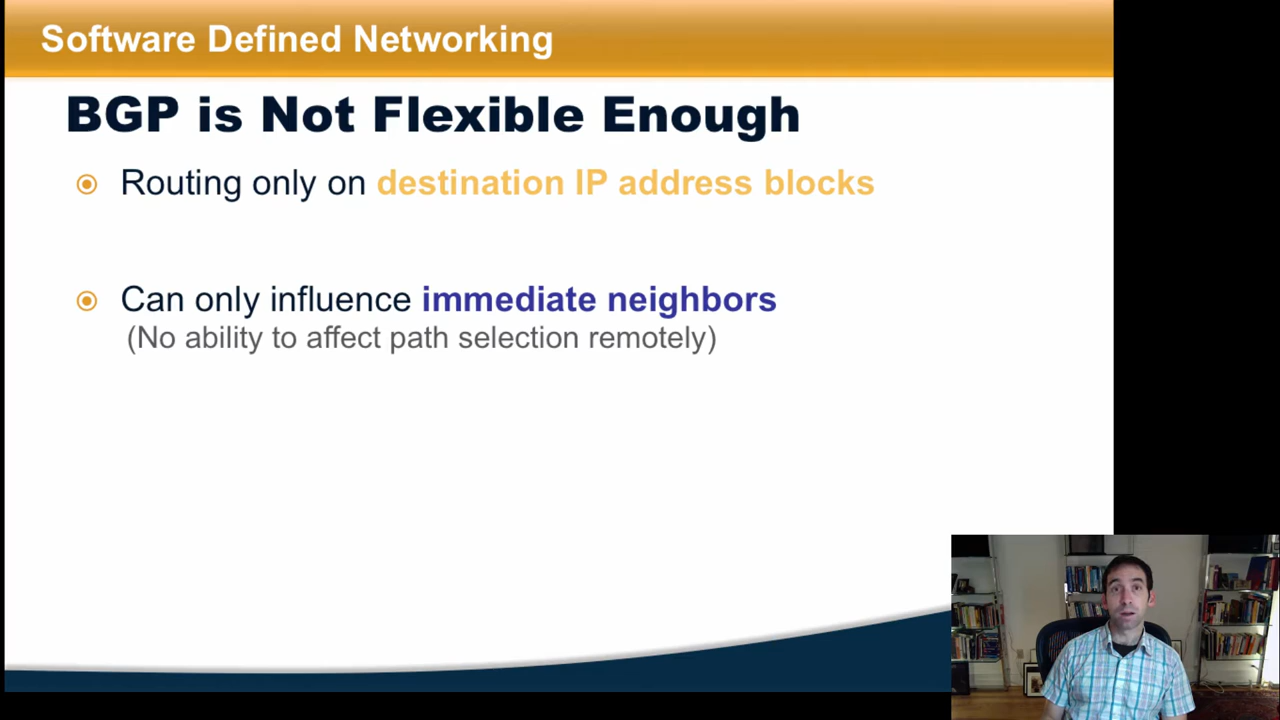 Software Defined Networking
BGP is Not Flexible Enough
Routing only on destination IP address blocks
Can only influence immediate neighbors
(No ability to affect path selection remotely)